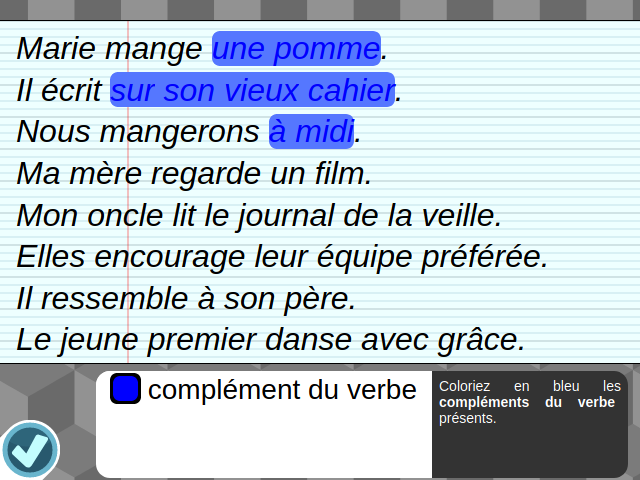 Marie mange une pomme.
Il écrit sur son vieux cahier.
Nous mangerons à midi.
Ma mère regarde un film.
Mon oncle lit le journal de la veille.
Elles encourage leur équipe préférée.
Il ressemble à son père.
Le jeune premier danse avec grâce.
complément du verbe
Coloriez en bleu les
compléments du verbe
présents.